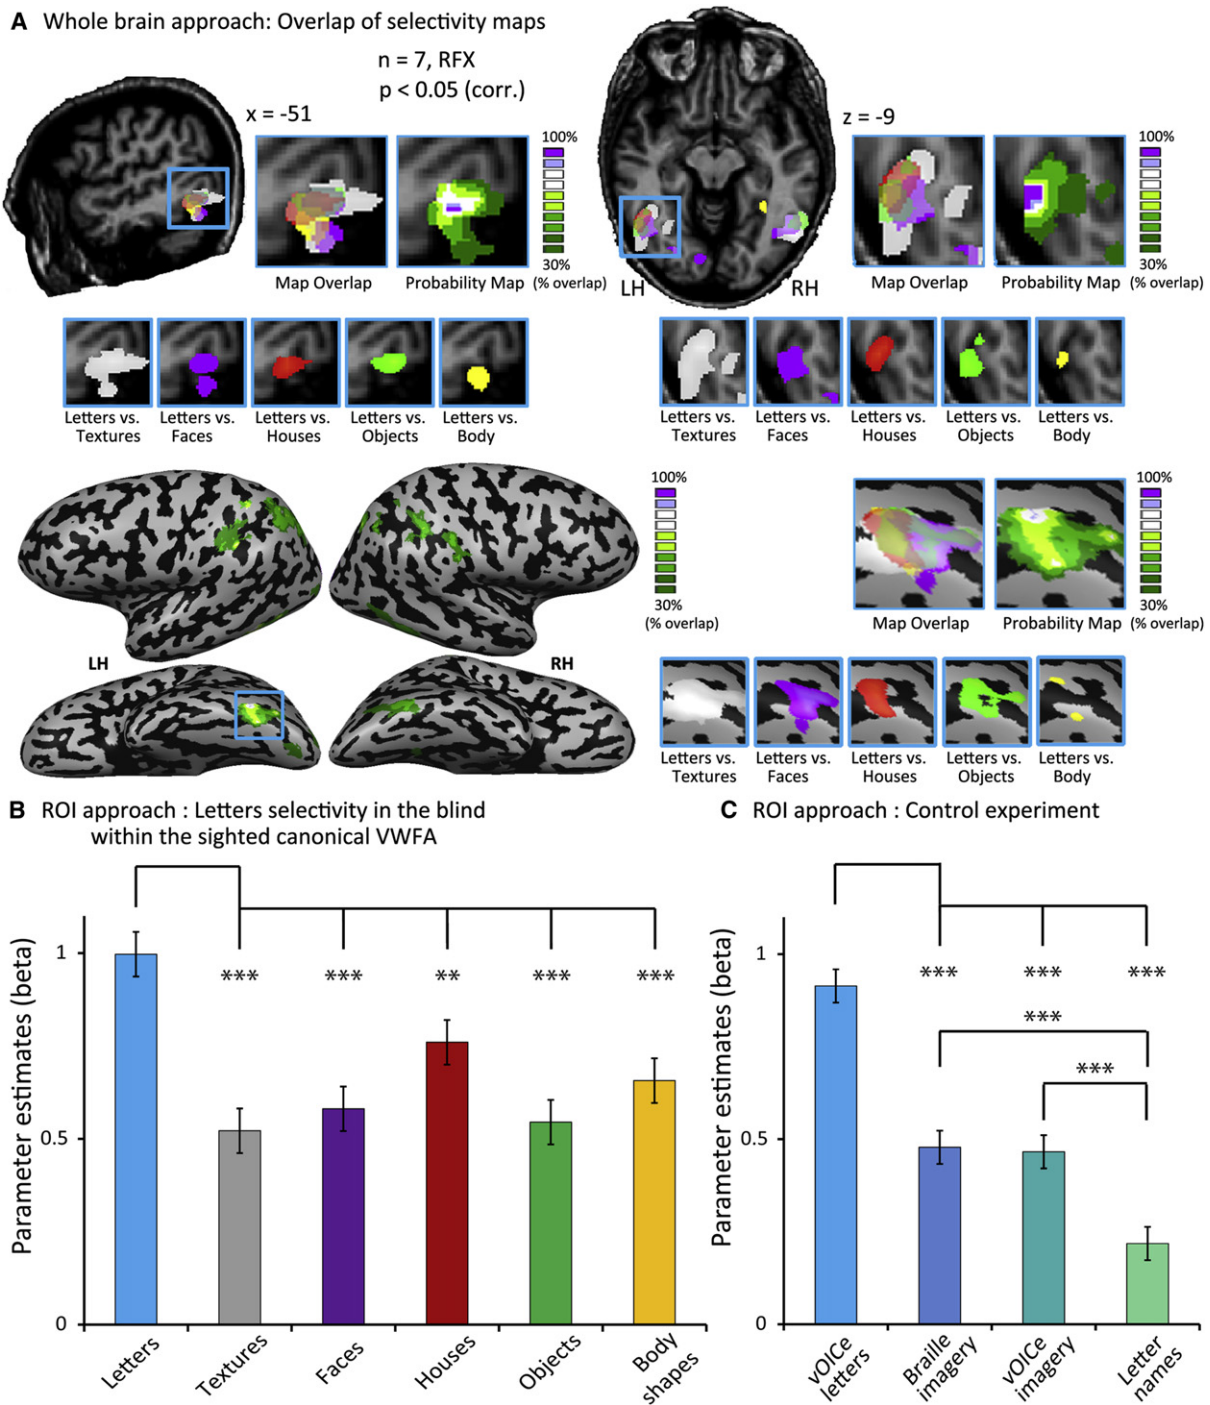 A Whole brain approach: Overlap of selectivity maps
n = 7, RFX
p < 0.05 (corr.)
x = -51
z = -9
100%
30%
(% overlap)
Map Overlap
Probability Map
100%
30%
(% overlap)
Map Overlap
Probability Map
LH
RH
Letters vs. Textures
Letters vs. Faces
Letters vs. Houses
Letters vs. Objects
Letters vs. Body
Letters vs. Textures
Letters vs. Faces
Letters vs. Houses
Letters vs. Objects
Letters vs. Body
100%
30%
(% overlap)
100%
30%
(% overlap)
Map Overlap
Probability Map
LH
RH
Letters vs. Textures
Letters vs. Faces
Letters vs. Houses
Letters vs. Objects
Letters vs. Body
B ROI approach : Letters selectivity in the blind
within the sighted canonical VWFA
Parameter estimates (beta)
1
0.5
0
***
***
**
***
***
Letters
Textures
Faces
Houses
Objects
Body
shapes
C ROI approach : Control experiment
Parameter estimates (beta)
1
0.5
0
***
***
***
***
***
vOICe
letters
Braille
imagery
vOICe
imagery
Letter
names